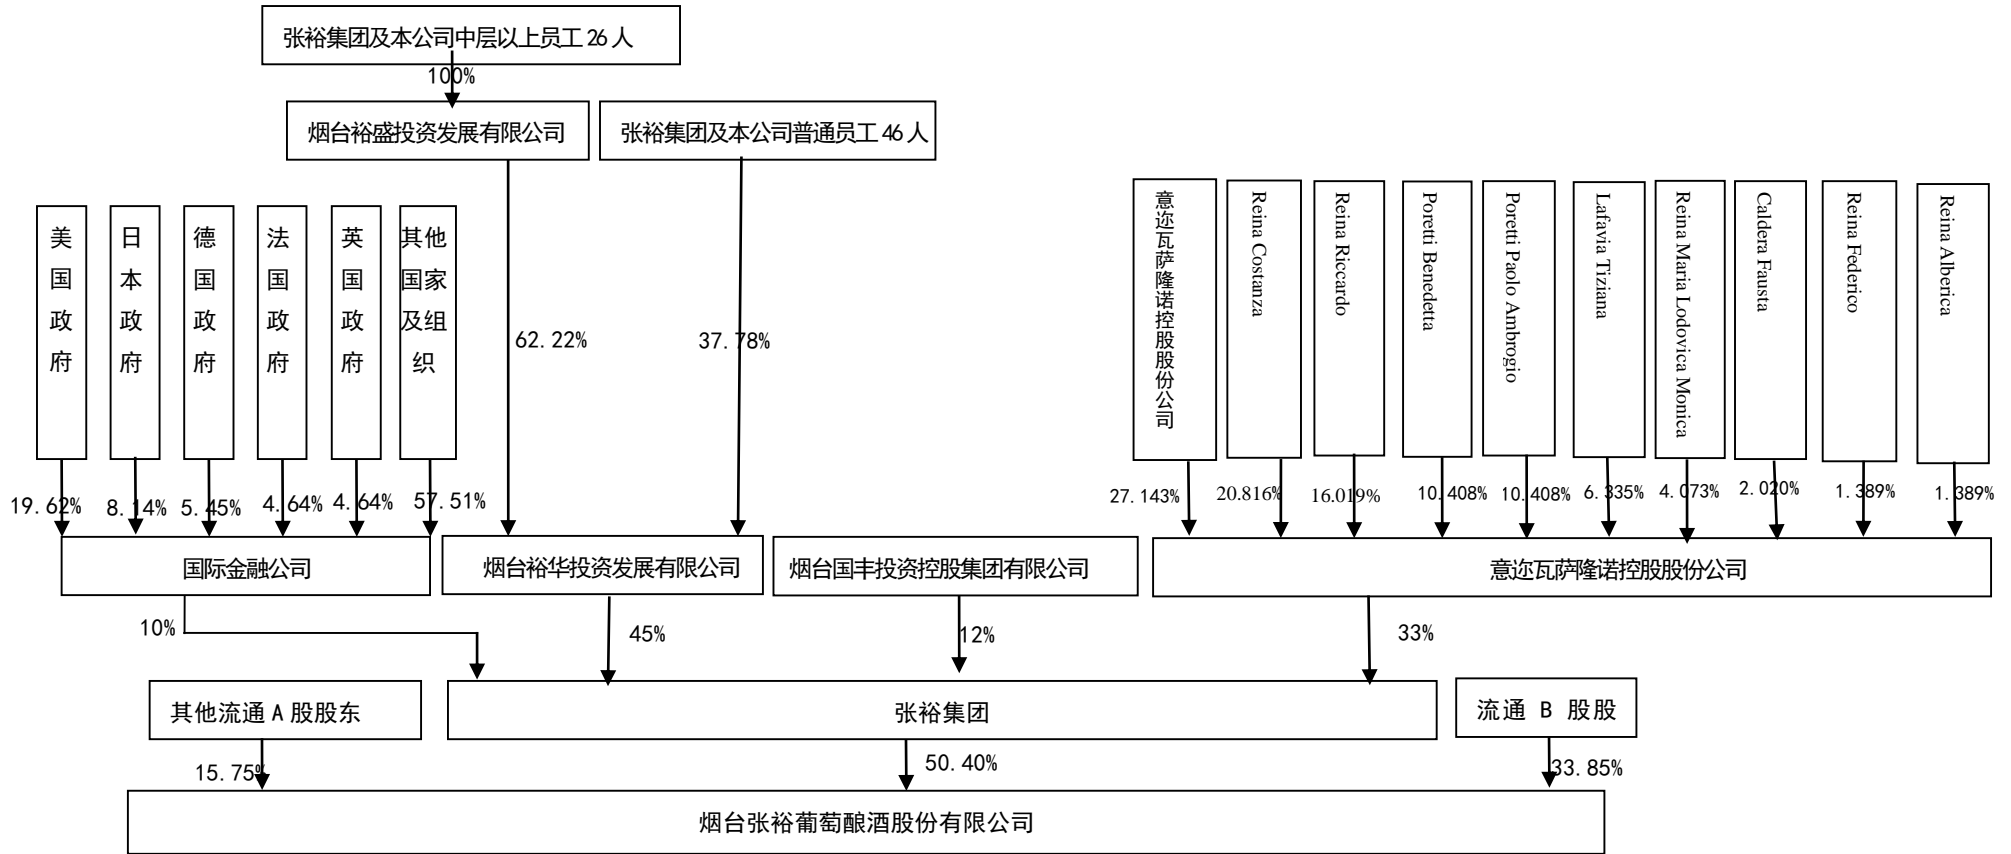 张裕集团及本公司中层以上员工26人
100%
烟台裕盛投资发展有限公司
张裕集团及本公司普通员工46人
美国政府
日本政府
德国政府
法国政府
英国政府
其他国家及组织
62.22%
37.78%
意迩瓦萨隆诺控股股份公司
Reina Costanza
Reina Riccardo
Poretti Benedetta
Poretti Paolo Ambrogio
Lafavia Tiziana
Reina Maria Lodovica Monica
Caldera Fausta
Reina Federico
Reina Alberica
19.62%
8.14%
5.45%
4.64%
4.64%
57.51%
27.143%
20.816%
16.019%
10.408%
10.408%
6.335%
4.073%
2.020%
1.389%
1.389%
国际金融公司
烟台裕华投资发展有限公司
烟台国丰投资控股集团有限公司
意迩瓦萨隆诺控股股份公司
10%
45%
12%
33%
其他流通A股股东
张裕集团
流通 B 股股
15.75%
50.40%
33.85%
烟台张裕葡萄酿酒股份有限公司